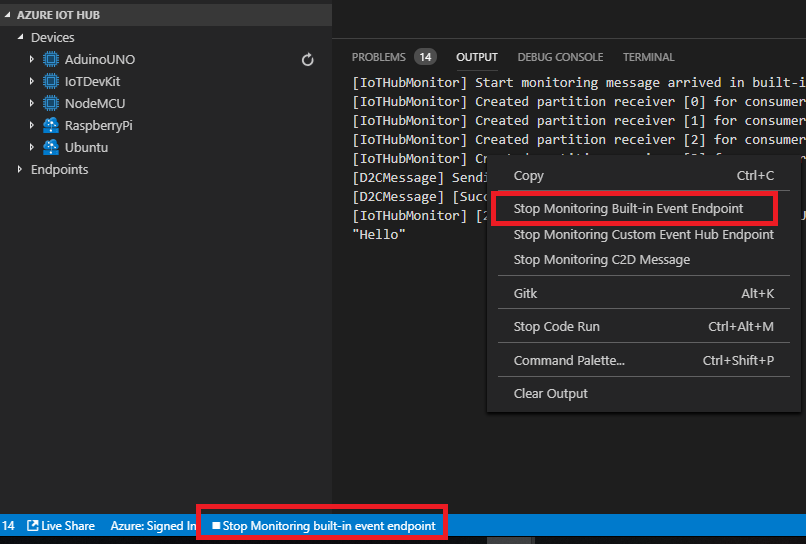 AZURE IOT HUB
Devices
AduinoUNO
IoTDevKit
NodeMCU
RaspberryPi
Ubuntu
Endpoints
PROBLEMS 14 OUTPUT DEBUG CONSOLE TERMINAL
[IoTHubMonitor] Start monitoring message arrived in built-i
[IoTHubMonitor] Created partition receiver [0] for consumer
[IoTHubMonitor] Created partition receiver [1] for consumer
[IoTHubMonitor] Created partition receiver [2] for consumer
[IoTHubMonitor]
[D2CMessage] Sendi
[D2CMessage] [Succ
[IoTHubMonitor] [2
"Hello"
Copy Ctrl+C
Stop Monitoring Built-in Event Endpoint
Stop Monitoring Custom Event Hub Endpoint
Stop Monitoring C2D Message
Gitk Alt+K
Stop Code Run Ctrl+Alt+M
Command Palette... Ctrl+Shift+P
Clear Output
14 Live Share Azure: Signed In Stop Monitoring built-in event endpoint